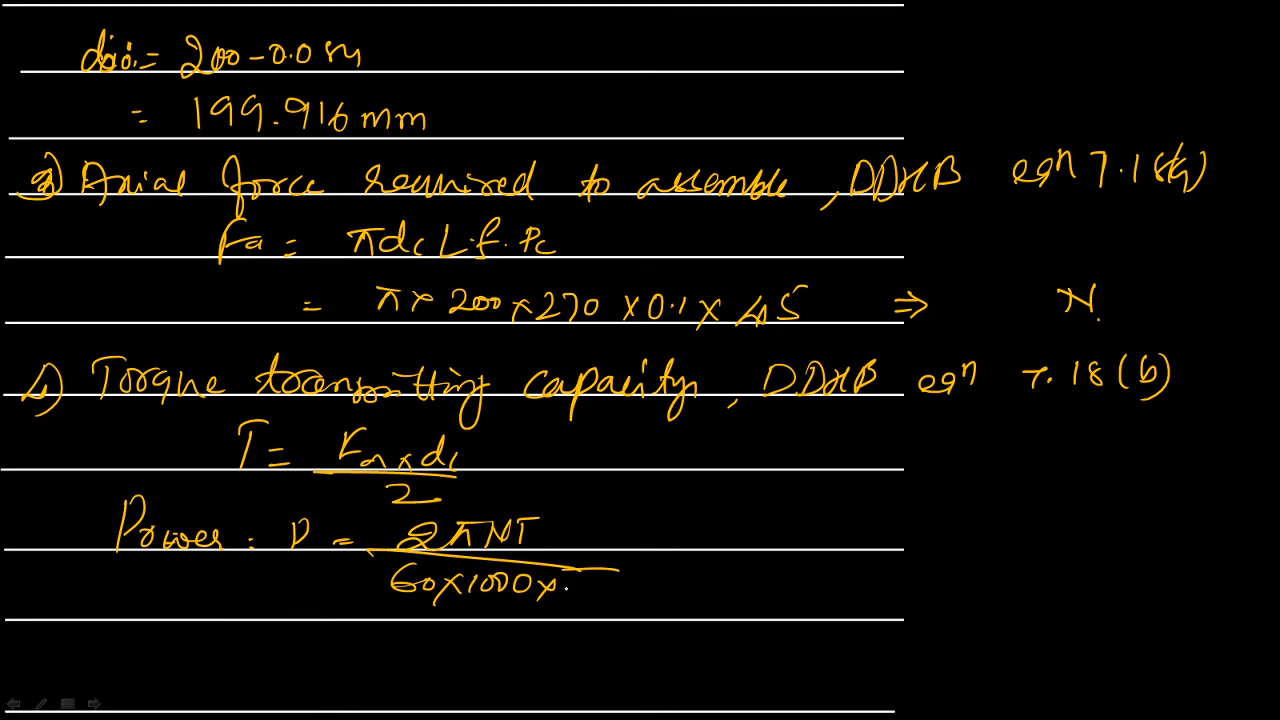 = 200 - 0.084
= 199.916 mm
3) Axial force required to assemble, DDHB eqn 7.18(a)
Fa = πdc L.f.Pc
= π × 200 × 270 × 0.1 × 45 ⇒ N.
4) Torque transmitting capacity, DDHB eqn 7.18(b)
T = Fa × dc / 2
Power: P = 2πNT
60×1000×